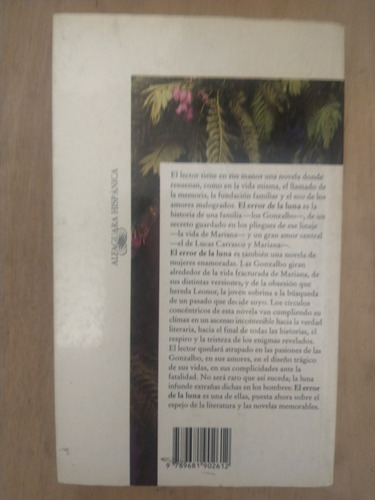 ALFAGUARA HISPÁNICA
El lector tiene en sus manos una novela donde
resuenan, como en la vida misma, el llamado de
la memoria, la fundación familiar y el eco de los
amores malogrados. El error de la luna es la
historia de una familia —los Gonzalbo—, de un
secreto guardado en los pliegues de ese linaje
—la vida de Mariana— y un gran amor central
—el de Lucas Carrasco y Mariana—.
El error de la luna es también una novela de
mujeres enamoradas. Las Gonzalbo giran
alrededor de la vida fracturada de Mariana, de
sus distintas versiones, y de la obsesión que
hereda Leonor, la joven sobrina a la búsqueda
de un pasado que decide suyo. Los círculos
concéntricos de esta novela van cumpliendo su
clímax en un ascenso incontenible hacia la verdad
literaria, hacia el final de todas las historias, el
respiro y la tristeza de los enigmas revelados.
El lector quedará atrapado en las pasiones de las
Gonzalbo, en sus amores, en el diseño trágico
de sus vidas, en sus complicidades ante la
fatalidad. No será raro que así suceda; la luna
infunde extrañas dichas en los hombres: El error
de la luna es una de ellas, puesta ahora sobre el
espejo de la literatura y las novelas memorables.
9 789681 902612